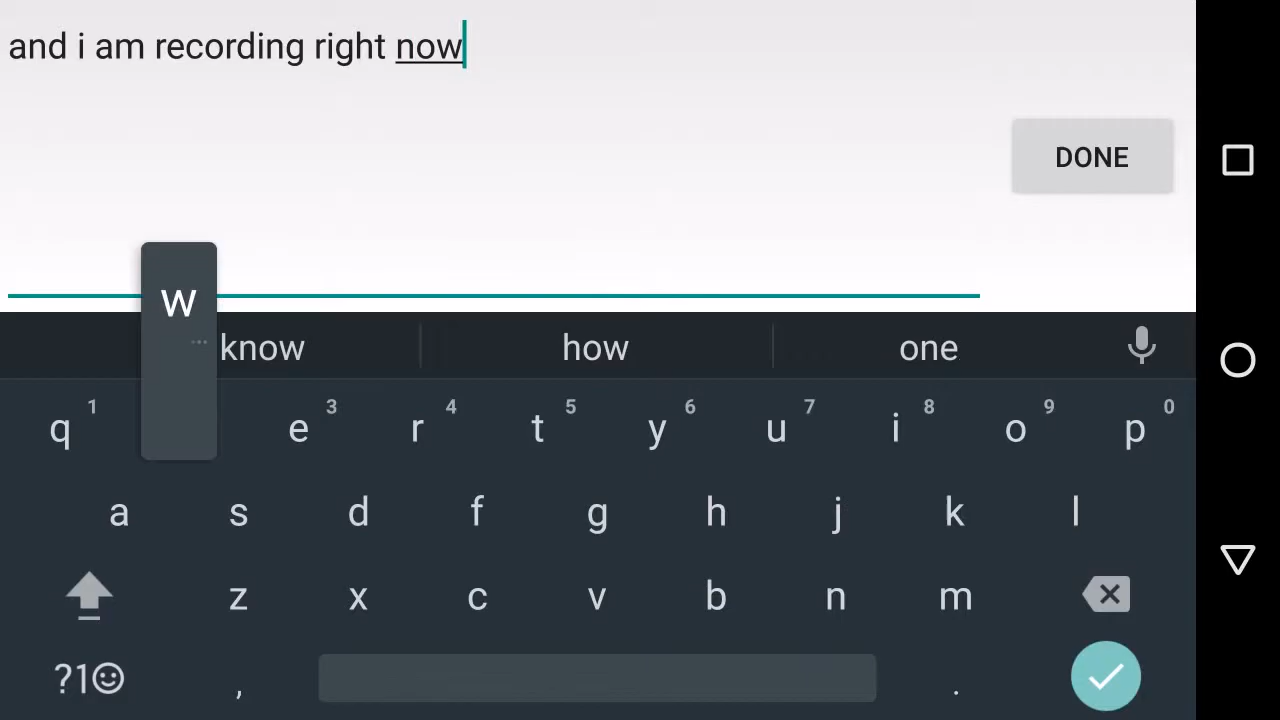 and i am recording right now
DONE
w
know how one
q 1 e 3 r 4 t 5 y 6 u 7 i 8 o 9 p 0
a s d f g h j k l
z x c v b n m
?1☺ , .